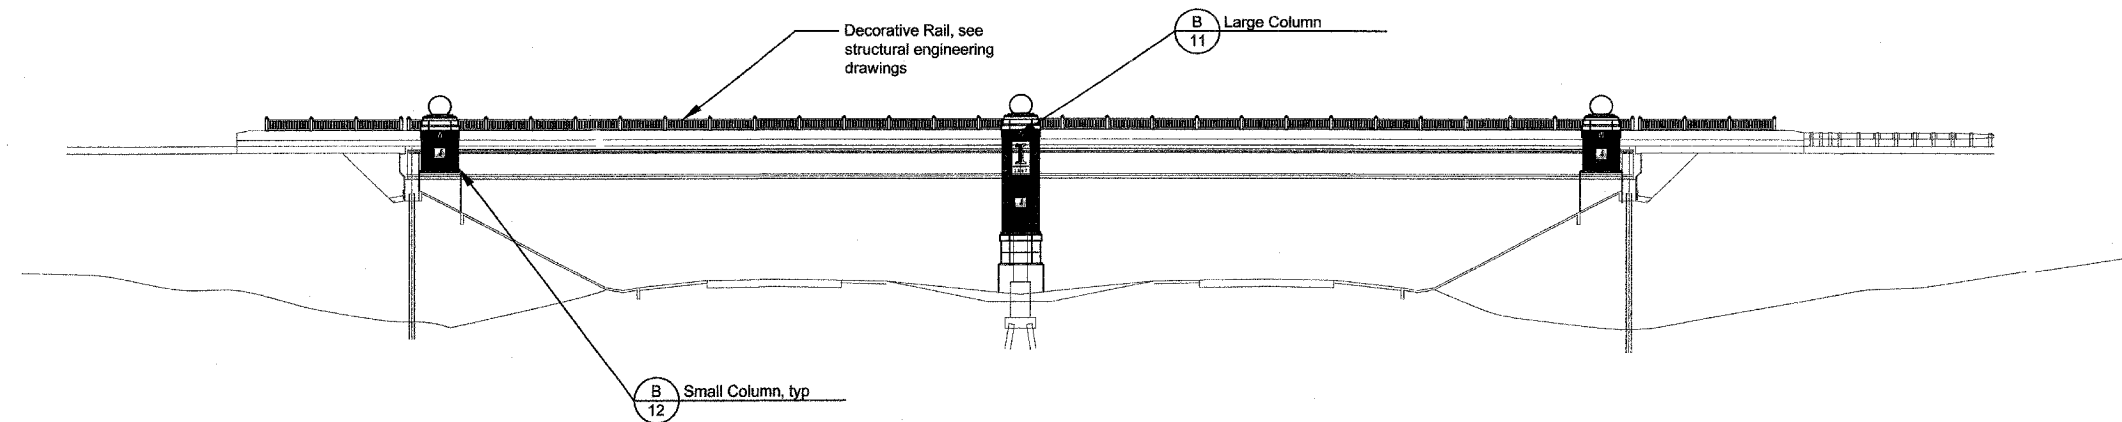 Decorative Rail, see
structural engineering
drawings
B
11
Large Column
B
12
Small Column, typ